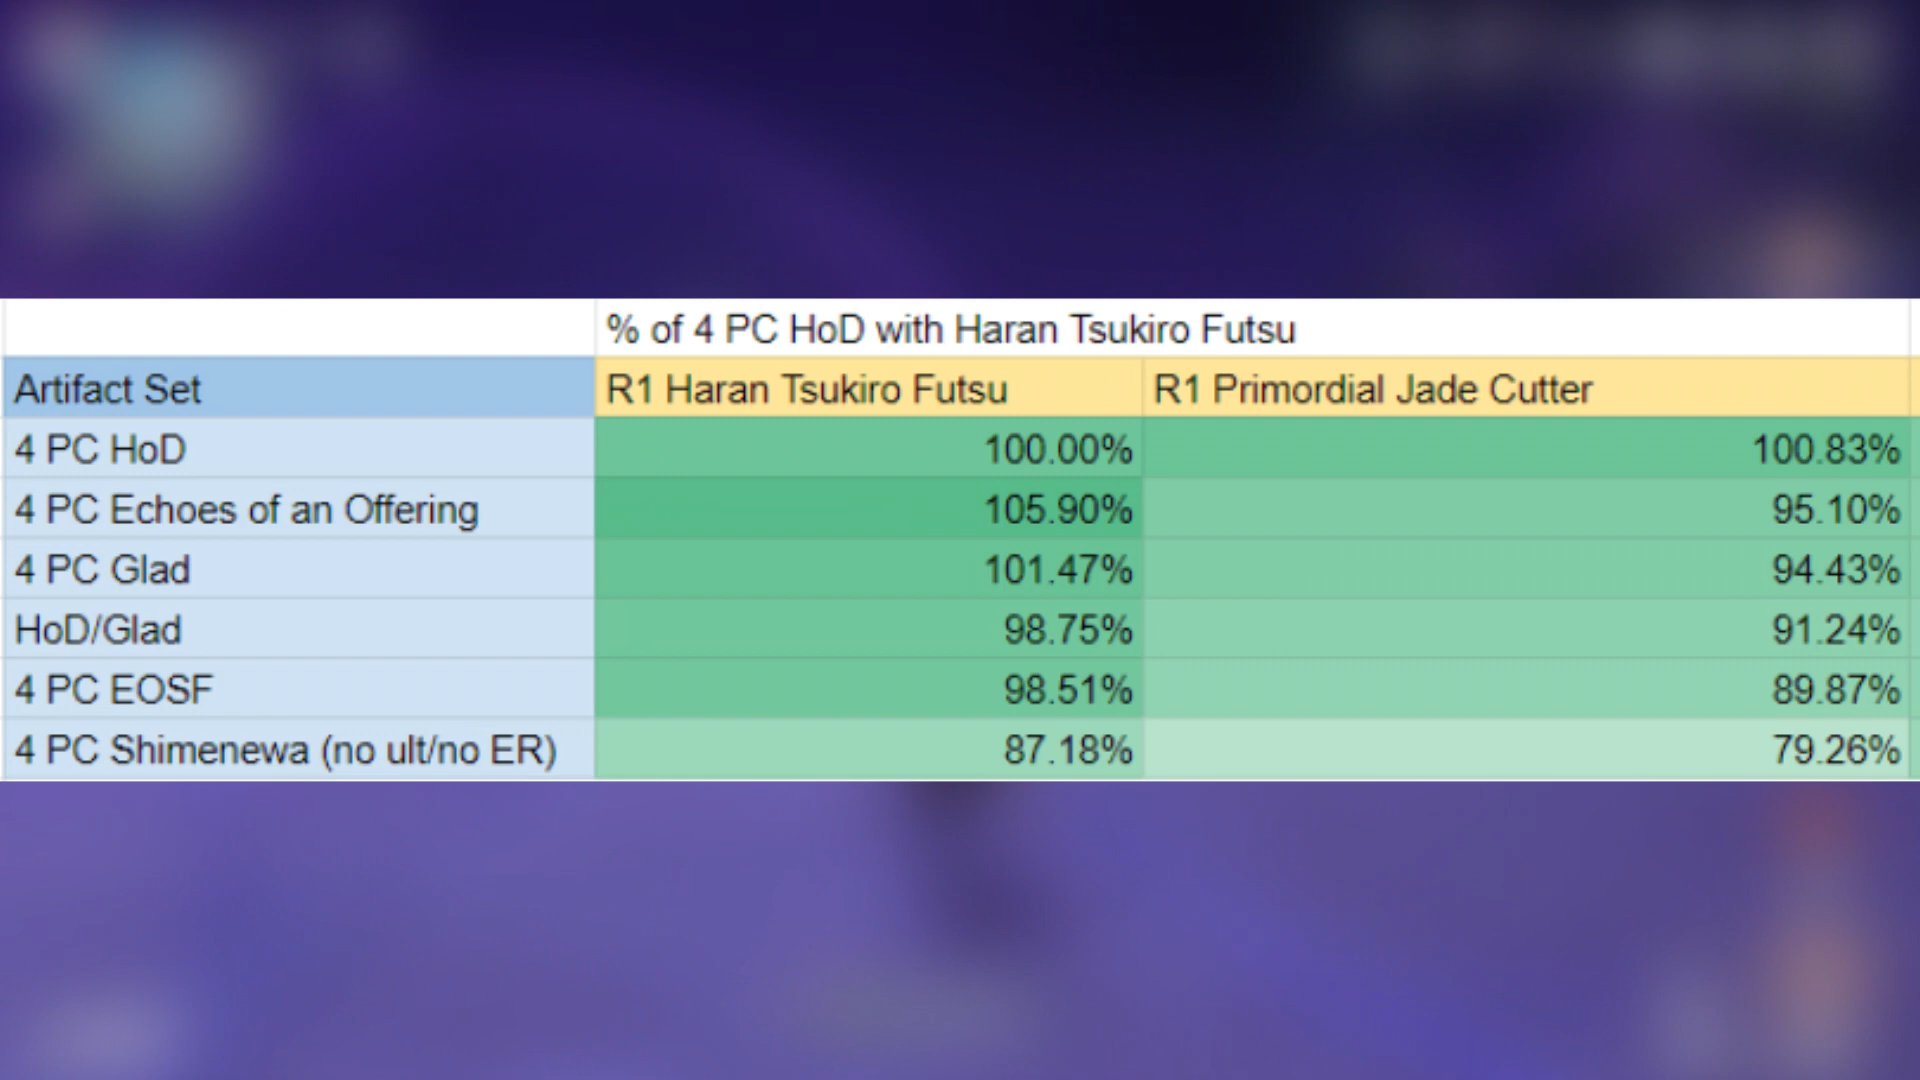 % of 4 PC HoD with Haran Tsukiro Futsu
Artifact Set R1 Haran Tsukiro Futsu R1 Primordial Jade Cutter
4 PC HoD 100.00% 100.83%
4 PC Echoes of an Offering 105.90% 95.10%
4 PC Glad 101.47% 94.43%
HoD/Glad 98.75% 91.24%
4 PC EOSF 98.51% 89.87%
4 PC Shimenewa (no ult/no ER) 87.18% 79.26%